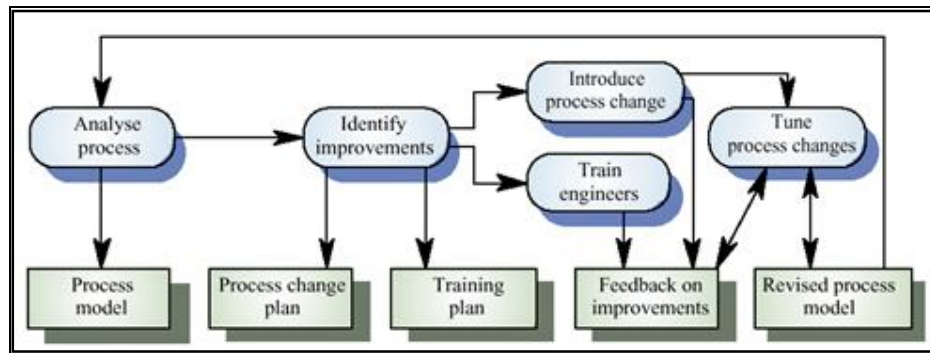 Analyse
process
Identify
improvements
Introduce
process change
Train
engineers
Tune
process changes
Process
model
Process change
plan
Training
plan
Feedback on
improvements
Revised process
model